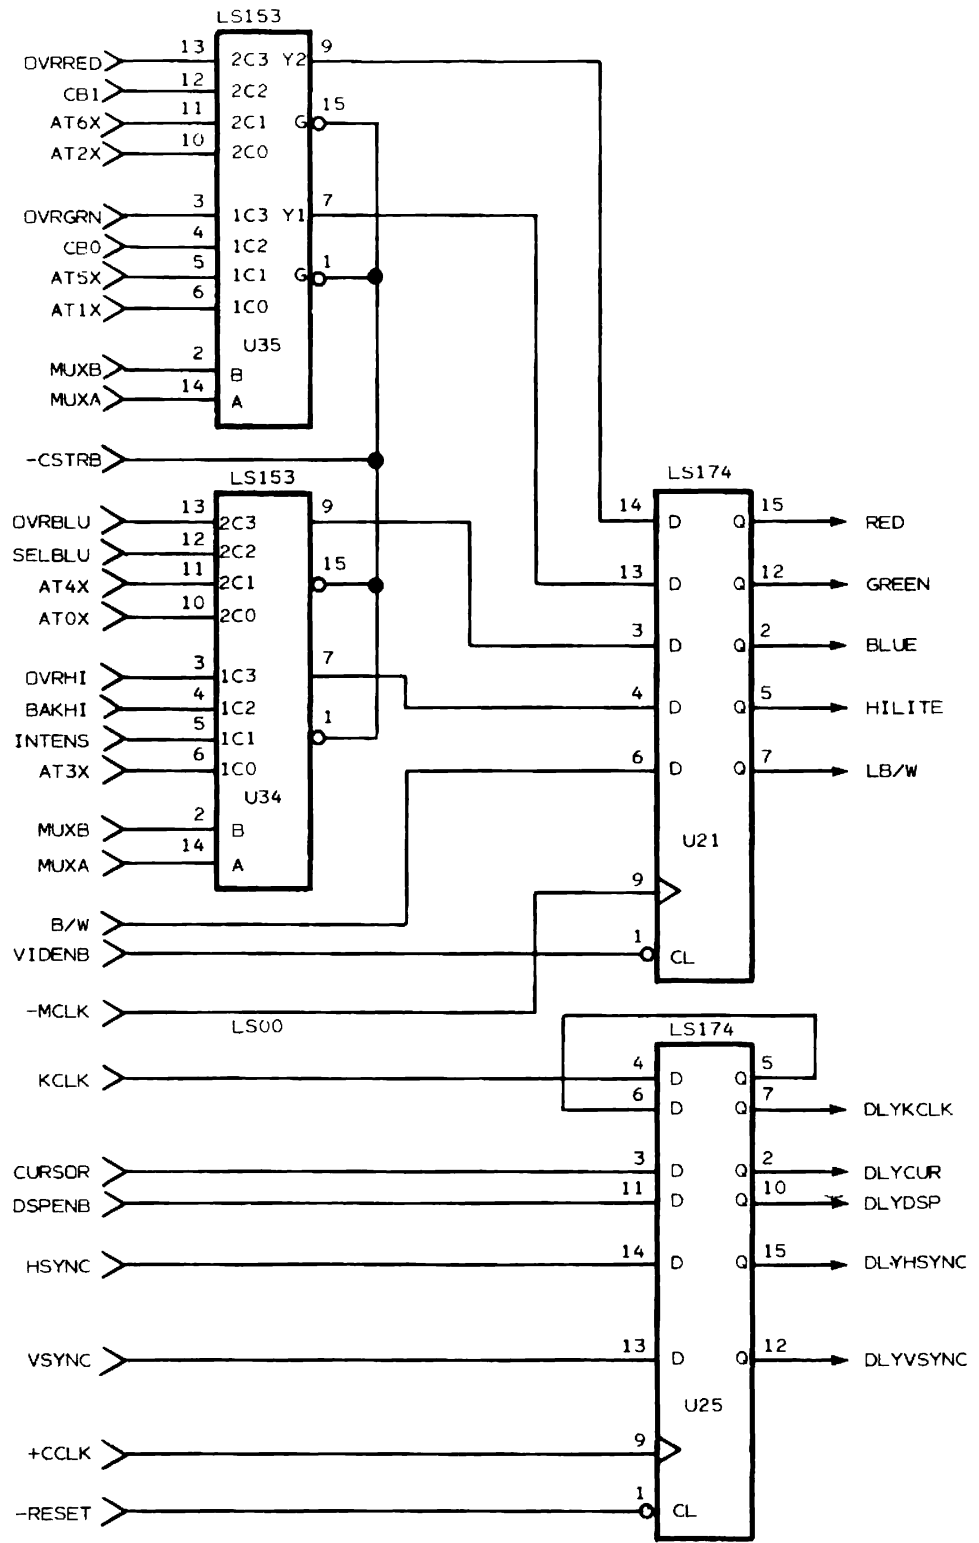 LS153
OVRRED 13 2C3 Y2 9
CB1 12 2C2
AT6X 11 2C1 G 15
AT2X 10 2C0
OVRGRN 3 1C3 Y1 7
CB0 4 1C2
AT5X 5 1C1 G 1
AT1X 6 1C0
U35
MUXB 2 B
MUXA 14 A
-CSTRB
LS153
OVRBLU 13 2C3 9
SELBLU 12 2C2
AT4X 11 2C1 15
AT0X 10 2C0
OVRHI 3 1C3 7
BAKHI 4 1C2
INTENS 5 1C1 1
AT3X 6 1C0
U34
MUXB 2 B
MUXA 14 A
B/W
VIDENB
-MCLK
LS174
14 D Q 15 RED
13 D Q 12 GREEN
3 D Q 2 BLUE
4 D Q 5 HILITE
6 D Q 7 LB/W
U21
9
1 CL
LS00
LS174
KCLK 4 D Q 5
6 D Q 7 DLYKCLK
CURSOR 3 D Q 2 DLYCUR
DSPENB 11 D Q 10 DLYDSP
HSYNC 14 D Q 15 DLYHSYNC
VSYNC 13 D Q 12 DLYVSYNC
U25
+CCLK 9
-RESET 1 CL